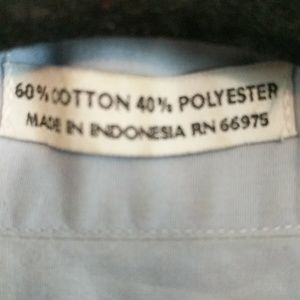 60% COTTON 40% POLYESTER
MADE IN INDONESIA RN 66975